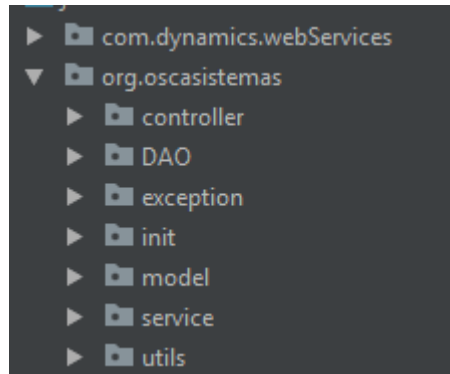 com.dynamics.webServices
org.oscasistemas
controller
DAO
exception
init
model
service
utils